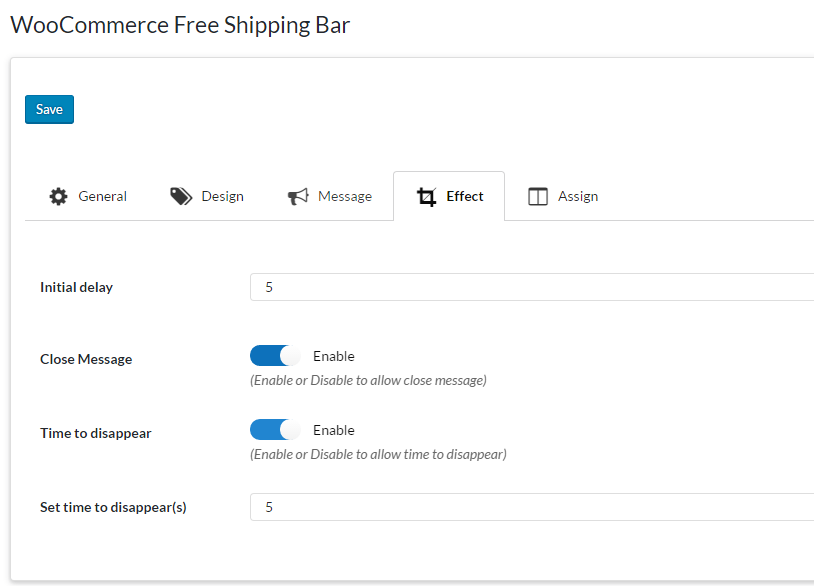 WooCommerce Free Shipping Bar
Save
General Design Message Effect Assign
Initial delay 5
Close Message Enable
(Enable or Disable to allow close message)
Time to disappear Enable
(Enable or Disable to allow time to disappear)
Set time to disappear(s) 5